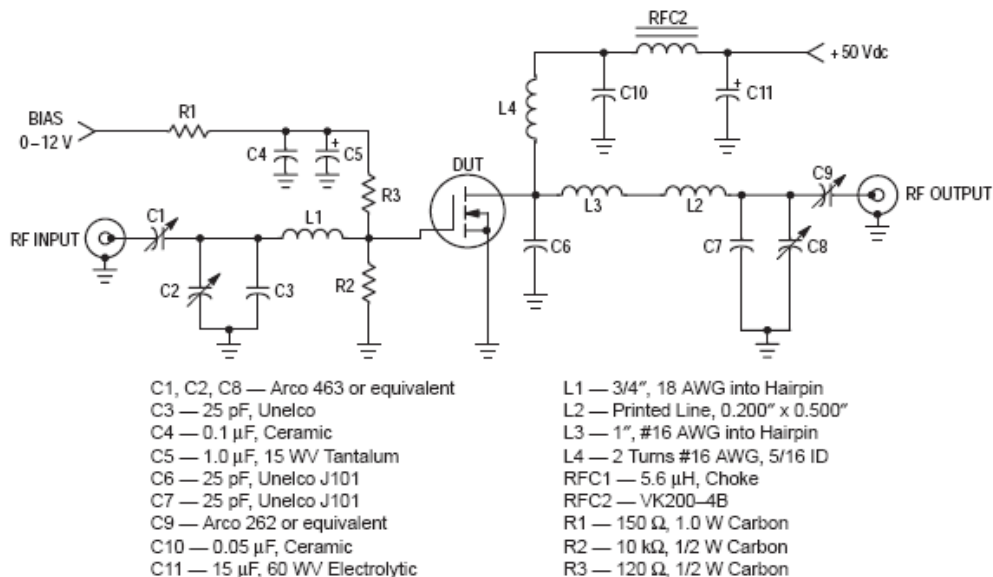 RFC2
+ 50 Vdc
C10
+
C11
L4
BIAS
0–12 V
R1
C4
+
C5
R3
DUT
L3
L2
C9
RF OUTPUT
C1
L1
RF INPUT
C2
C3
R2
C6
C7
C8
C1, C2, C8 — Arco 463 or equivalent
C3 — 25 pF, Unelco
C4 — 0.1 μF, Ceramic
C5 — 1.0 μF, 15 WV Tantalum
C6 — 25 pF, Unelco J101
C7 — 25 pF, Unelco J101
C9 — Arco 262 or equivalent
C10 — 0.05 μF, Ceramic
C11 — 15 μF, 60 WV Electrolytic
L1 — 3/4″, 18 AWG into Hairpin
L2 — Printed Line, 0.200″ x 0.500″
L3 — 1″, #16 AWG into Hairpin
L4 — 2 Turns #16 AWG, 5/16 ID
RFC1 — 5.6 μH, Choke
RFC2 — VK200–4B
R1 — 150 Ω, 1.0 W Carbon
R2 — 10 kΩ, 1/2 W Carbon
R3 — 120 Ω, 1/2 W Carbon